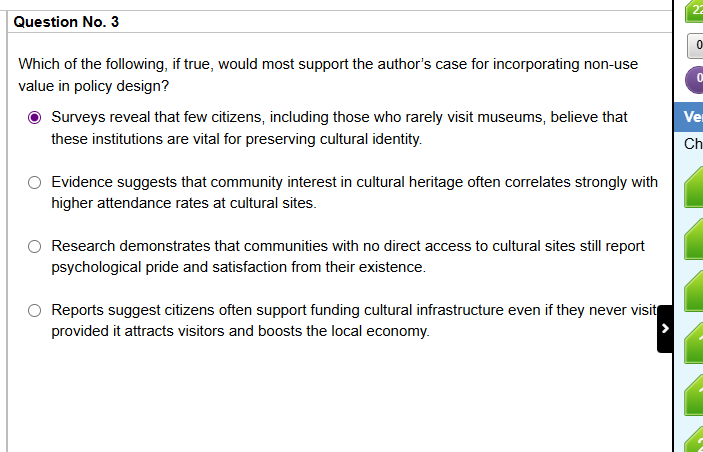 Question No. 3
Which of the following, if true, would most support the author's case for incorporating non-use
value in policy design?
Surveys reveal that few citizens, including those who rarely visit museums, believe that
these institutions are vital for preserving cultural identity.
Evidence suggests that community interest in cultural heritage often correlates strongly with
higher attendance rates at cultural sites.
Research demonstrates that communities with no direct access to cultural sites still report
psychological pride and satisfaction from their existence.
Reports suggest citizens often support funding cultural infrastructure even if they never visit
provided it attracts visitors and boosts the local economy.
22
0
0
Ve
Ch